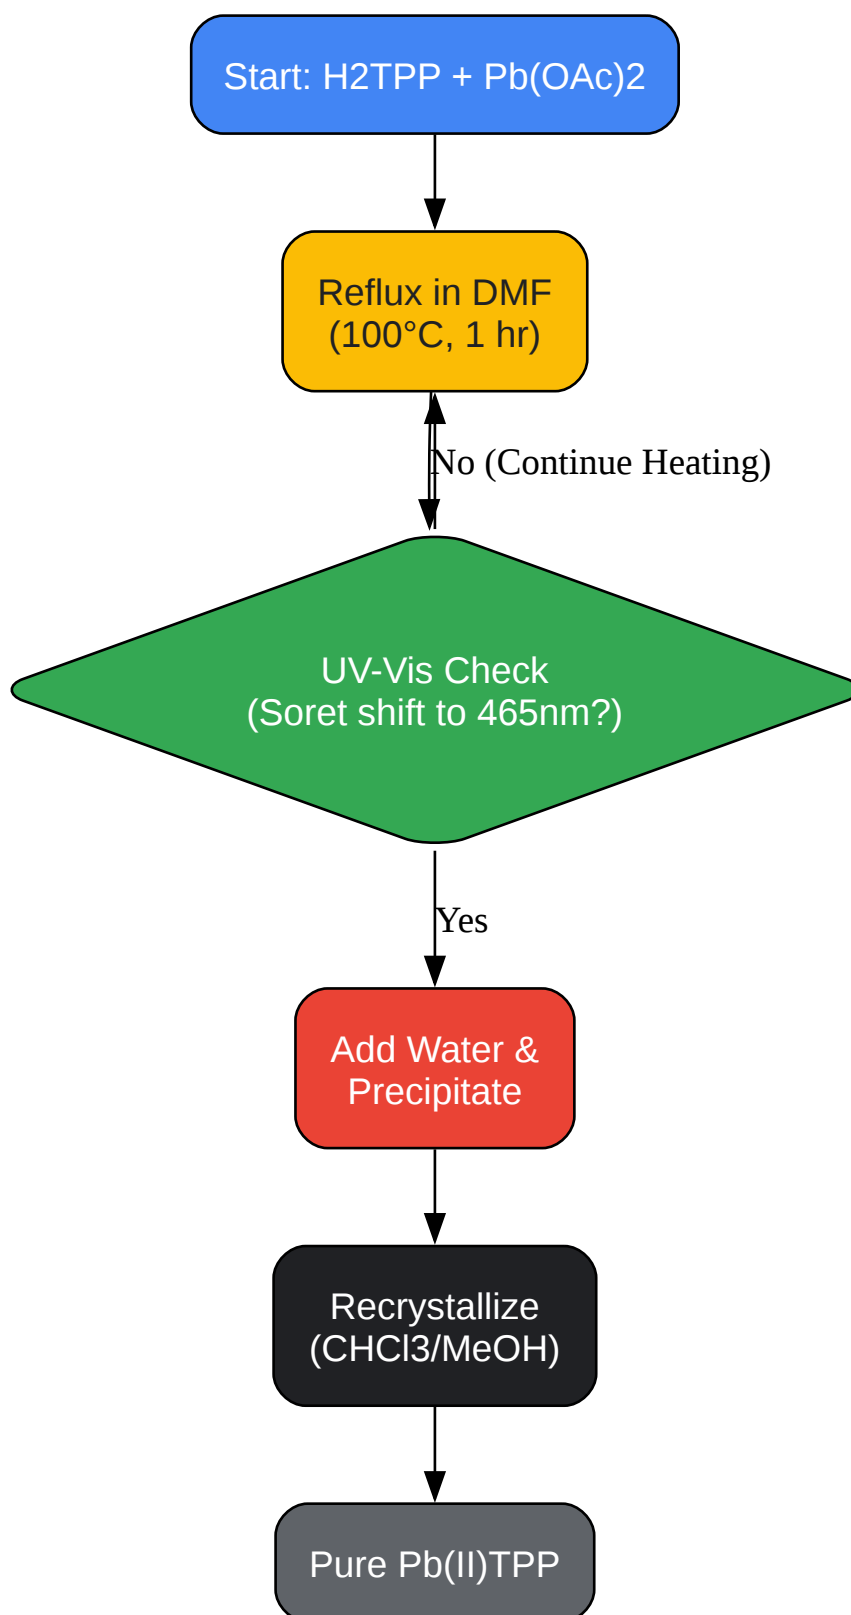 Start: H2TPP + Pb(OAc)2
Reflux in DMF
(100°C, 1 hr)
No (Continue Heating)
UV-Vis Check
(Soret shift to 465nm?)
Yes
Add Water &
Precipitate
Recrystallize
(CHCl3/MeOH)
Pure Pb(II)TPP